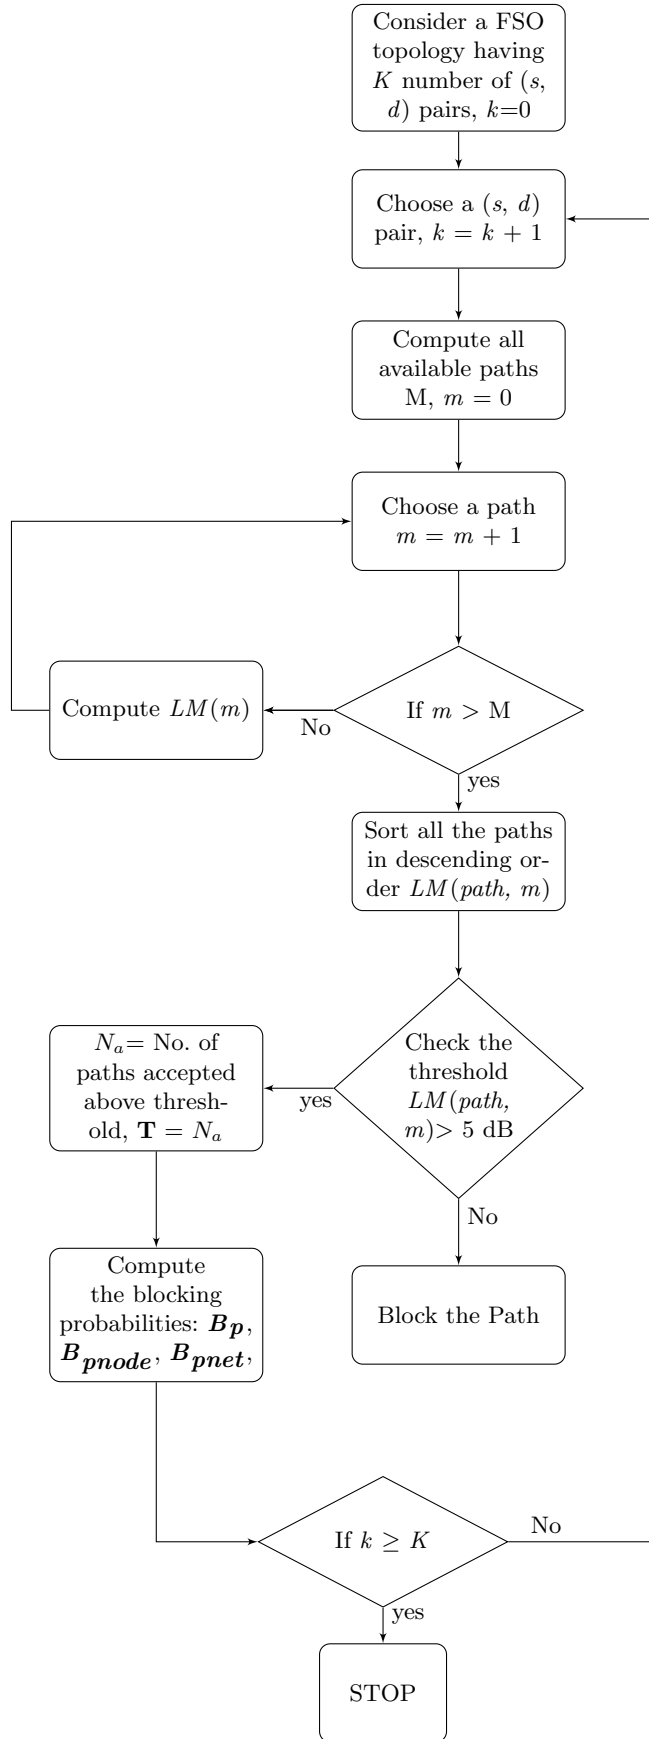 Consider a FSO
topology having
K number of (s,
d) pairs, k=0
Choose a (s, d)
pair, k = k + 1
Compute all
available paths
M, m = 0
Choose a path
m = m + 1
Compute LM(m)
No
If m > M
yes
Sort all the paths
in descending or-
der LM(path, m)
N_a= No. of
paths accepted
above thresh-
old, T = N_a
yes
Check the
threshold
LM(path,
m)> 5 dB
No
Compute
the blocking
probabilities: B_p,
B_pnode, B_pnet,
Block the Path
If k ≥ K
No
yes
STOP